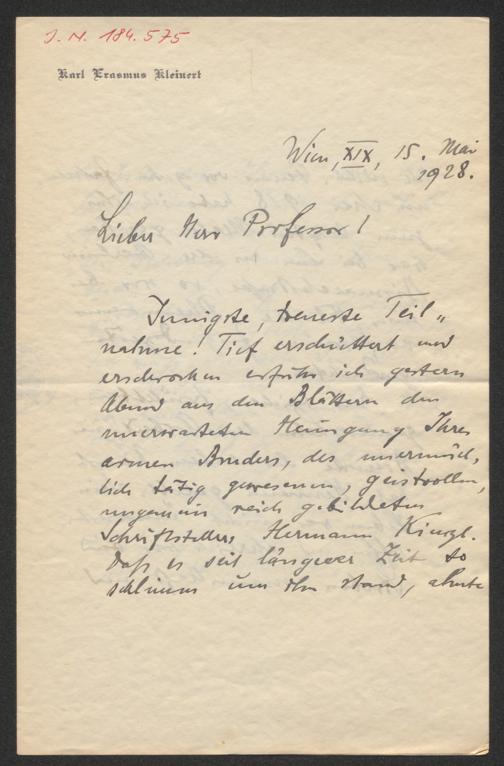 J. N. 184.575
Karl Erasmus Kleinert
Wien, XIX, 15. Mai
1928.
Lieber Herr Professor!
Innigste, treueste Teil„
nahme! Tief erschüttert und
erschrocken erfuhr ich gestern
Abend aus den Blättern den
unerwarteten Heimgang Ihres
armen Bruders, des unermüd„
lich tätig gewesenen, geistvollen,
ungemein reich gebildeten
Schriftstellers Hermann Kienzl.
Daß es seit längerer Zeit so
schlimm um ihn stand, ahnte